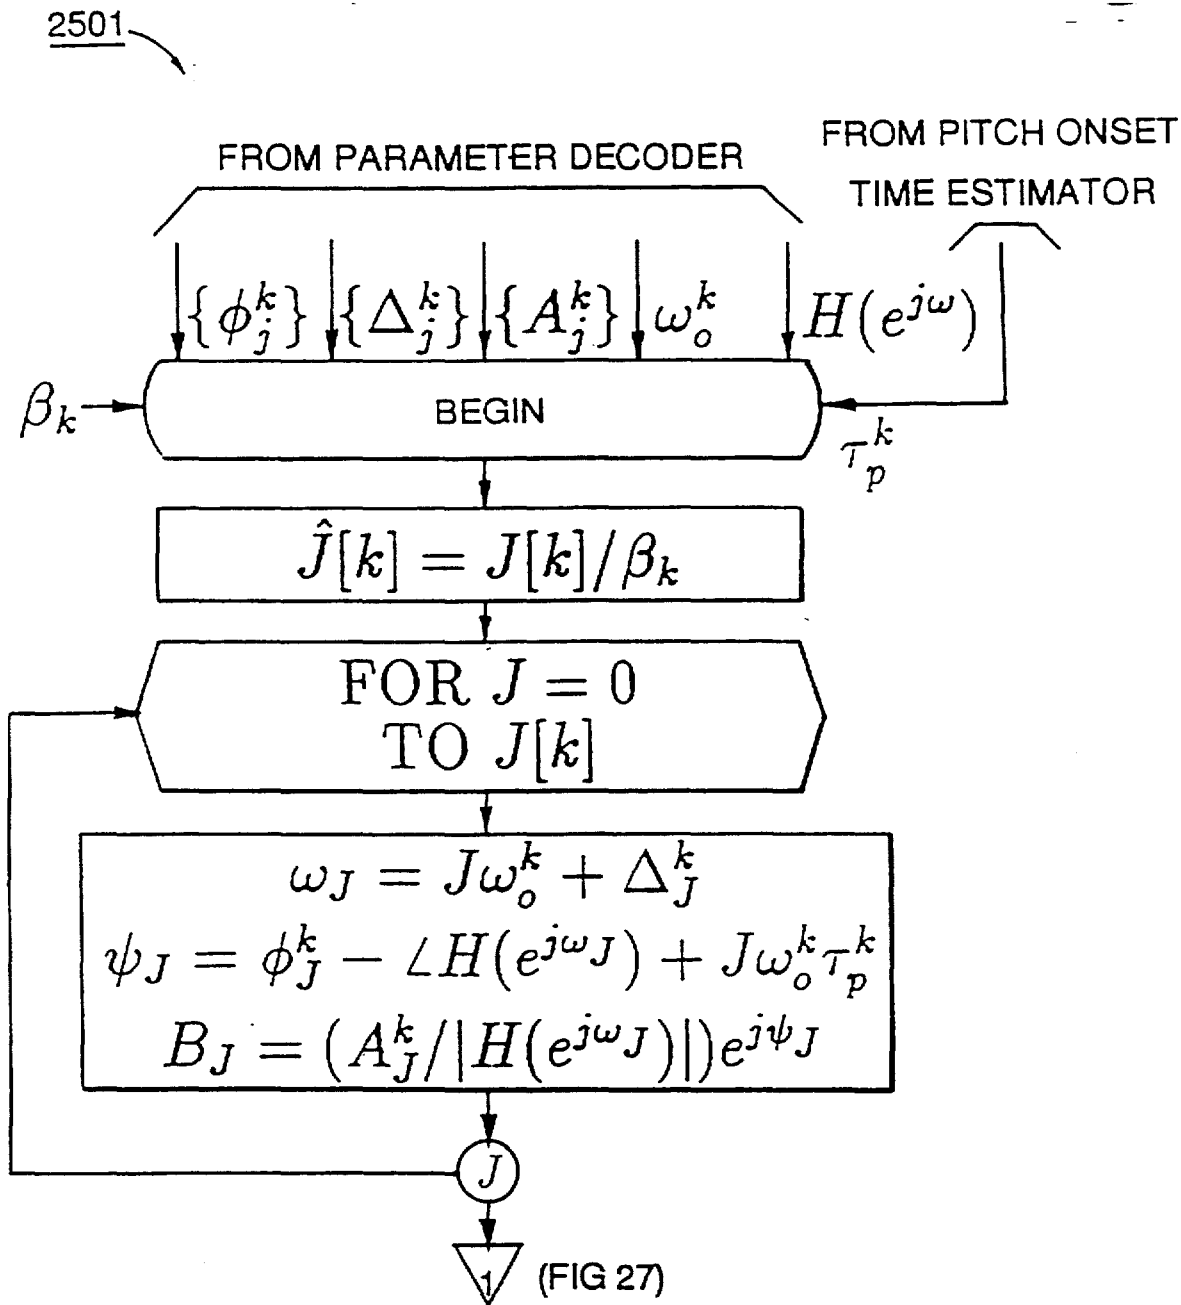 2501
FROM PARAMETER DECODER
FROM PITCH ONSET
TIME ESTIMATOR
{ϕ_j^k} {Δ_j^k} {A_j^k} ω_o^k H(e^{jω})
β_k
BEGIN
τ_p^k
Ĵ[k] = J[k]/β_k
FOR J = 0
TO J[k]
ω_J = Jω_o^k + Δ_J^k
ψ_J = ϕ_J^k − ∠H(e^{jω_J}) + Jω_o^k τ_p^k
B_J = (A_J^k/|H(e^{jω_J})|)e^{jψ_J}
J
1 (FIG 27)